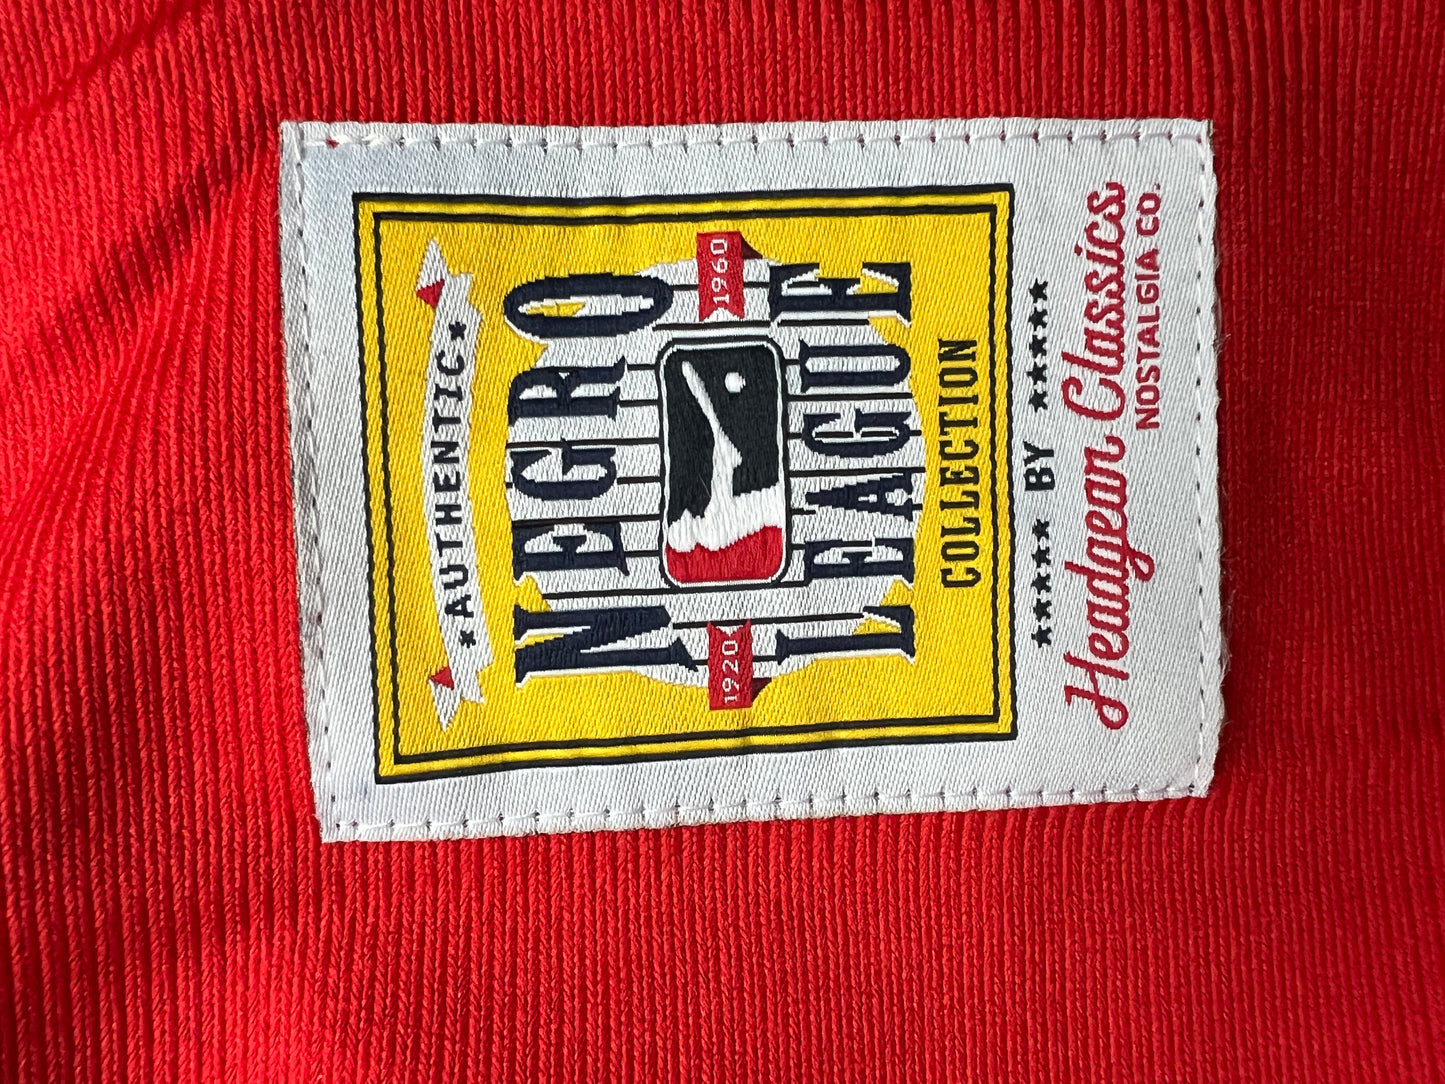 ★AUTHENTIC★
NEGRO
1920 1960
LEAGUE
COLLECTION
★★★★★ BY ★★★★★
Headgear Classics
NOSTALGIA CO.